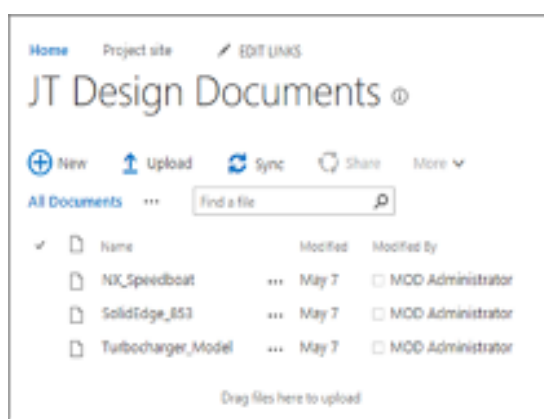 Home Project site EDIT LINKS
JT Design Documents
New Upload Sync Share More
All Documents ... Find a file
Name Modified Modified By
NX_Speedboat ... May 7 MOD Administrator
SolidEdge_853 ... May 7 MOD Administrator
Turbocharger_Model ... May 7 MOD Administrator
Drag files here to upload